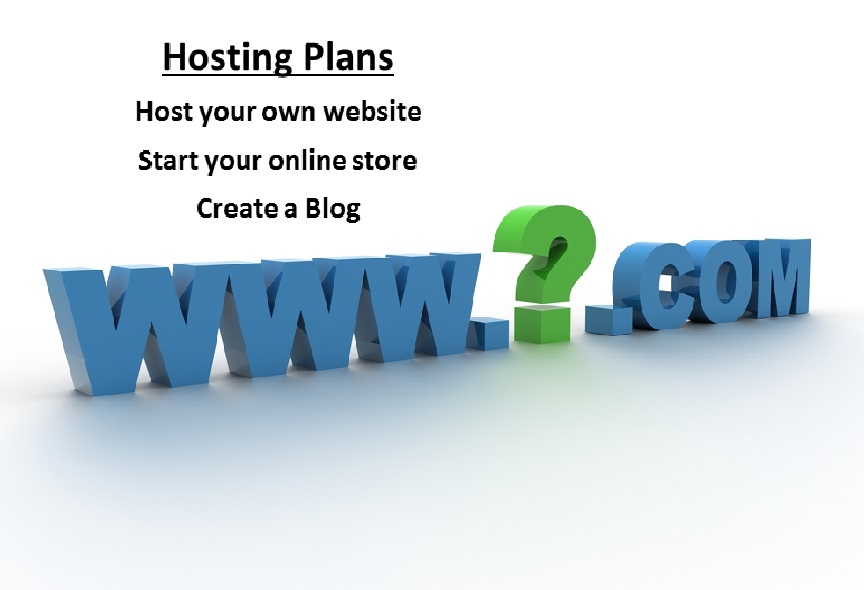 Hosting Plans
Host your own website
Start your online store
Create a Blog
WWW.?.COM